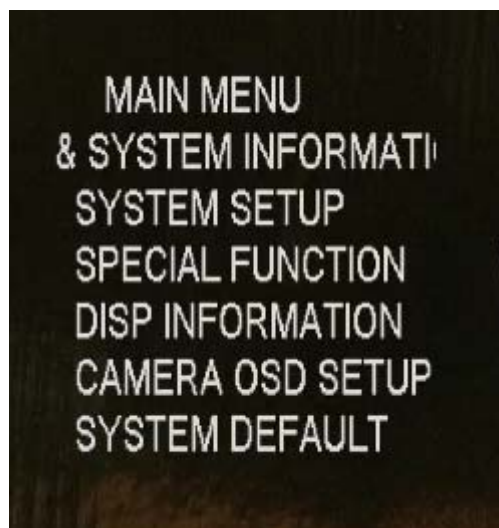 MAIN MENU
& SYSTEM INFORMATI
SYSTEM SETUP
SPECIAL FUNCTION
DISP INFORMATION
CAMERA OSD SETUP
SYSTEM DEFAULT